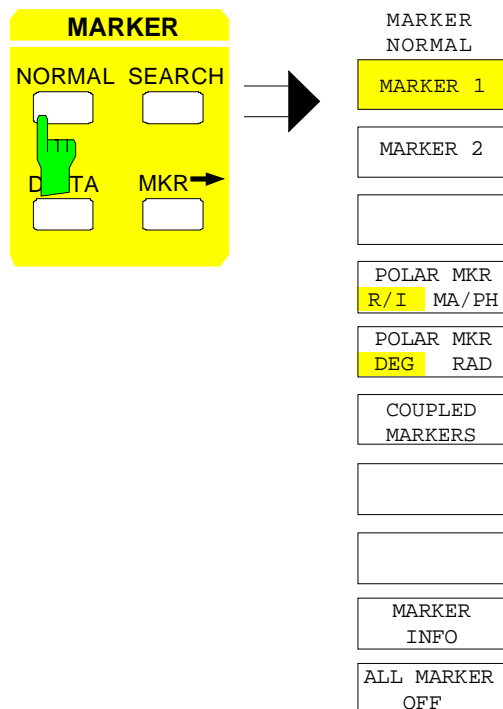 MARKER
NORMAL SEARCH
MKR
MARKER
NORMAL
MARKER 1
MARKER 2
POLAR MKR
R/I MA/PH
POLAR MKR
DEG RAD
COUPLED
MARKERS
MARKER
INFO
ALL MARKER
OFF